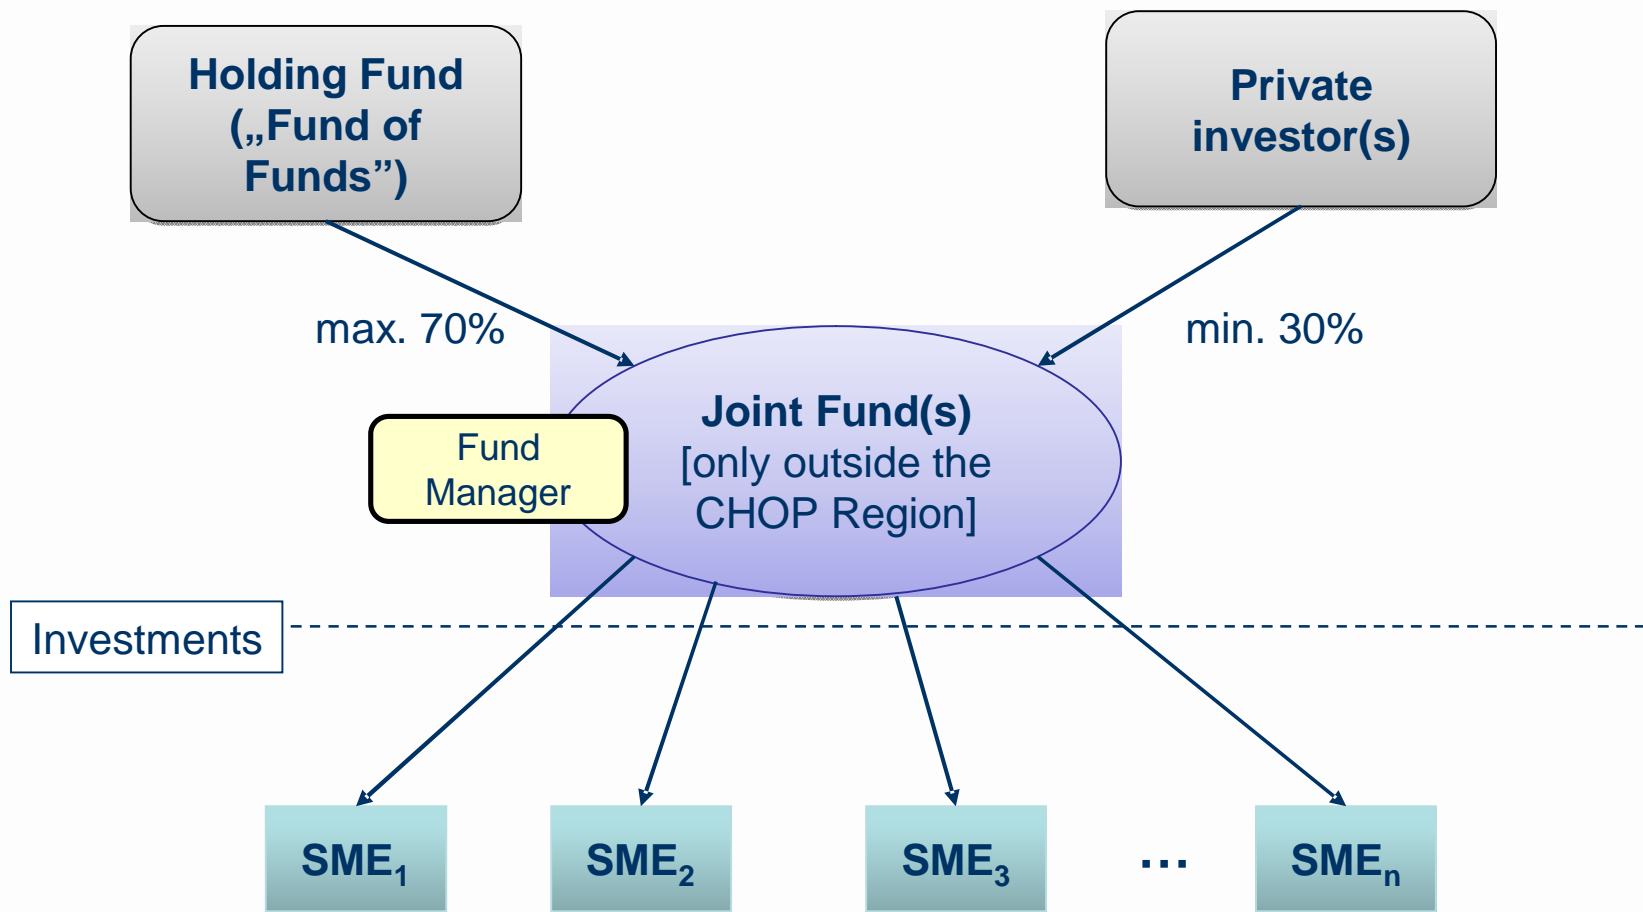 Holding Fund
(„Fund of
Funds”)
Private
investor(s)
max. 70%
min. 30%
Joint Fund(s)
[only outside the
CHOP Region]
Fund
Manager
Investments
SME₁
SME₂
SME₃
...
SMEₙ